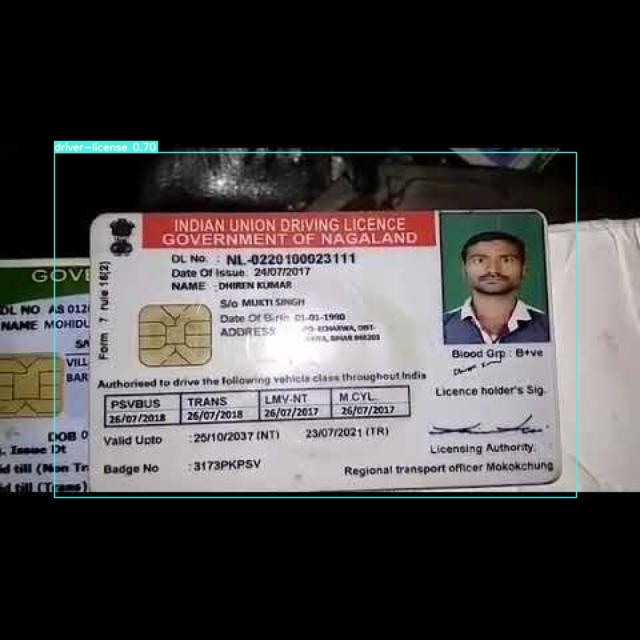 driver-license 0.70
INDIAN UNION DRIVING LICENCE
GOVERNMENT OF NAGALAND
DL No. : NL-0220100023111
Date Of Issue: 24/07/2017
NAME : DHIREN KUMAR
S/o MUKTI SINGH
Date Of Birth 01-01-1990
ADDRESS
BIHAR 848203
Form 7 rule 16(2)
Blood Grp : B+ve
Licence holder's Sig.
Authorised to drive the following vehicle class throughout India
PSVBUS TRANS LMV-NT M.CYL.
26/07/2018 26/07/2018 26/07/2017 26/07/2017
Valid Upto : 25/10/2037 (NT) 23/07/2021 (TR)
Badge No : 3173PKPSV
Licensing Authority.
Regional transport officer Mokokchung
GOVE
DL NO AS 012
NAME MOHIDU
VILL
BAR
DOB 0
Issue Dt
d till (Non Tr
d till (Trans)